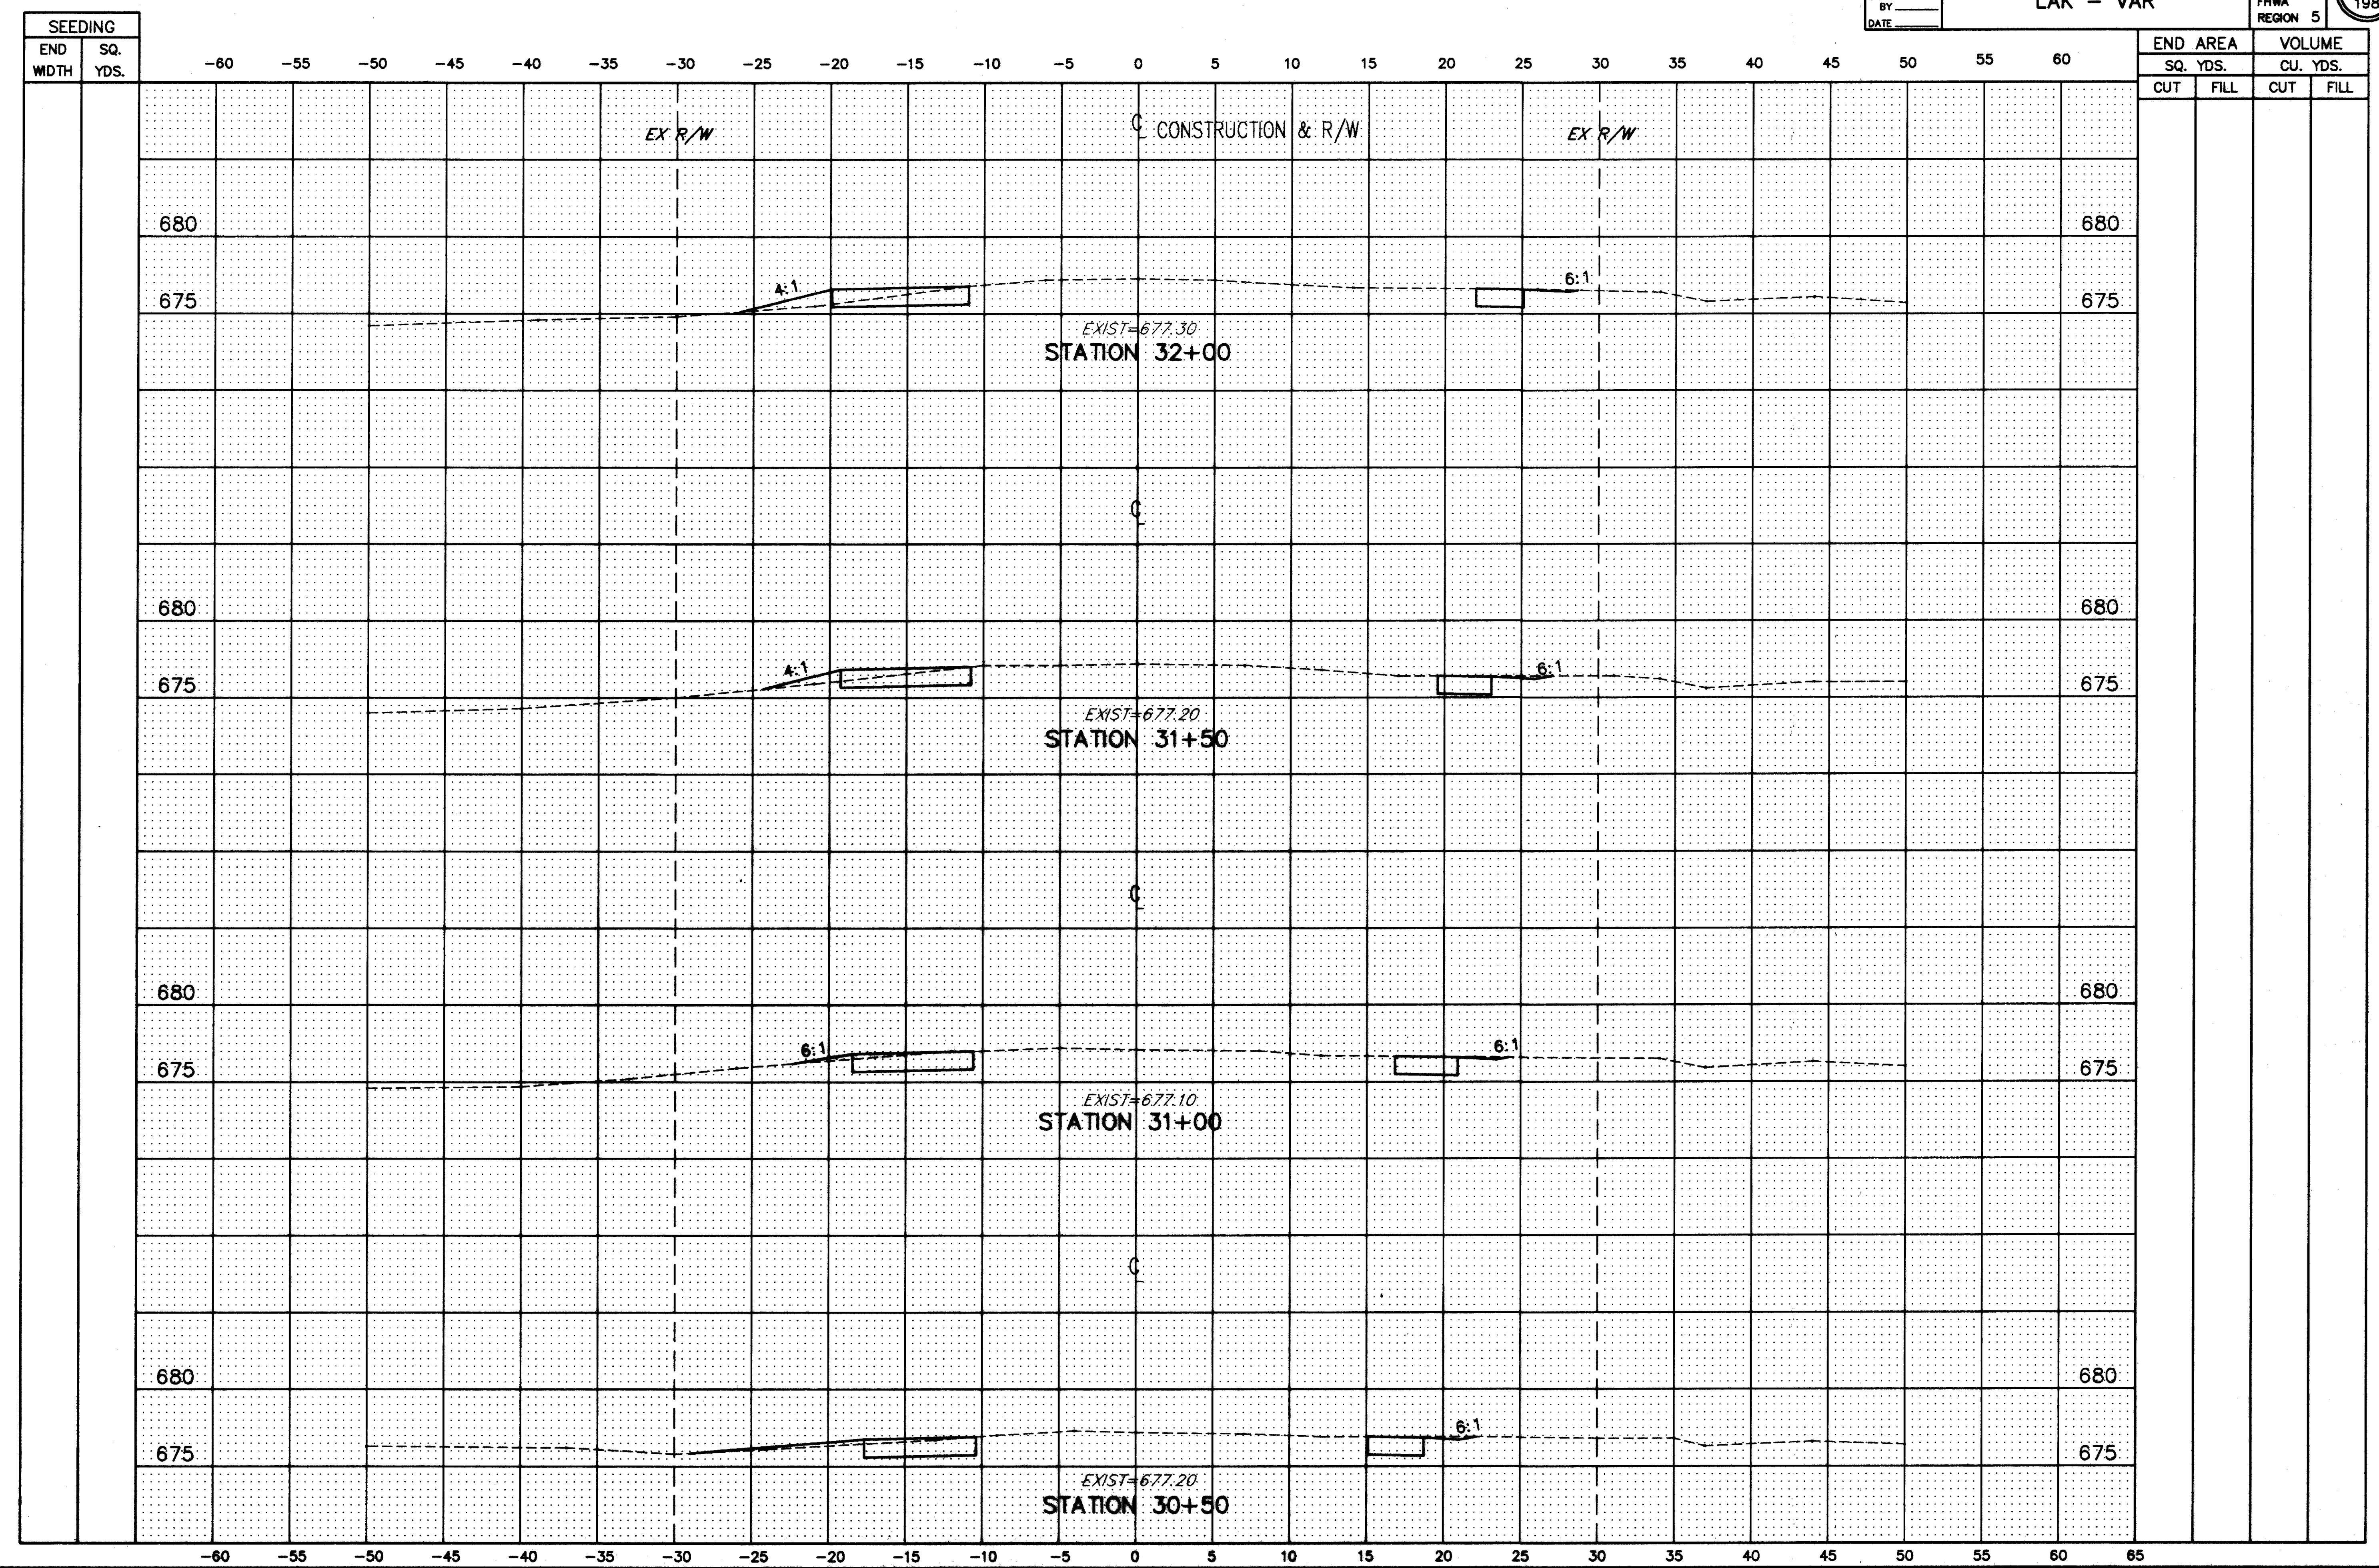 BY
DATE
LAK - VAR
FHWA
REGION 5
198
SEEDING
END WIDTH SQ. YDS.
-60 -55 -50 -45 -40 -35 -30 -25 -20 -15 -10 -5 0 5 10 15 20 25 30 35 40 45 50 55 60
END AREA VOLUME
SQ. YDS. CU. YDS.
CUT FILL CUT FILL
EX R/W ℄ CONSTRUCTION & R/W EX R/W
680 680
4:1 6:1
675 675
EXIST=677.30
STATION 32+00
℄
680 680
4:1 6:1
675 675
EXIST=677.20
STATION 31+50
℄
680 680
6:1 6:1
675 675
EXIST=677.10
STATION 31+00
℄
680 680
6:1
675 675
EXIST=677.20
STATION 30+50
-60 -55 -50 -45 -40 -35 -30 -25 -20 -15 -10 -5 0 5 10 15 20 25 30 35 40 45 50 55 60 65